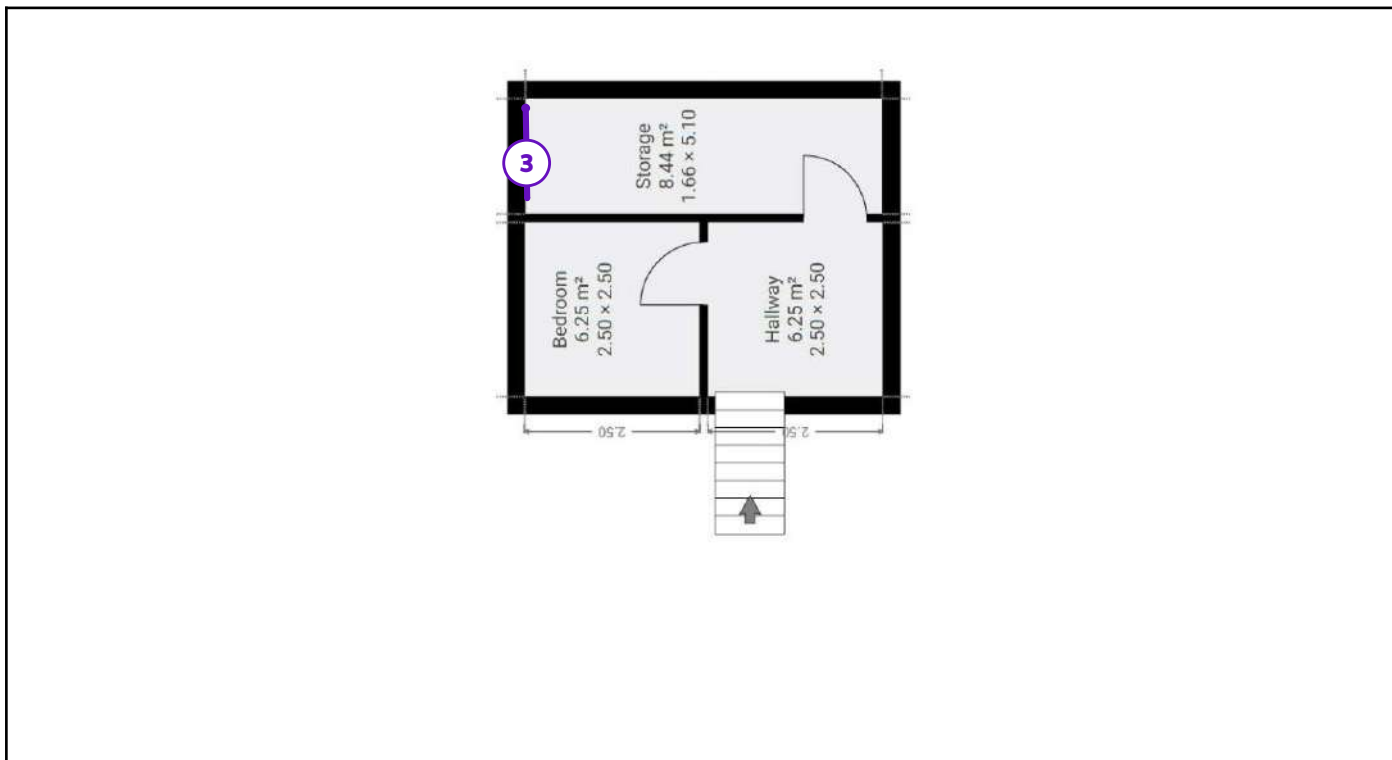 3
Storage
8.44 m²
1.66 × 5.10
Bedroom
6.25 m²
2.50 × 2.50
Hallway
6.25 m²
2.50 × 2.50
2.50
2.50